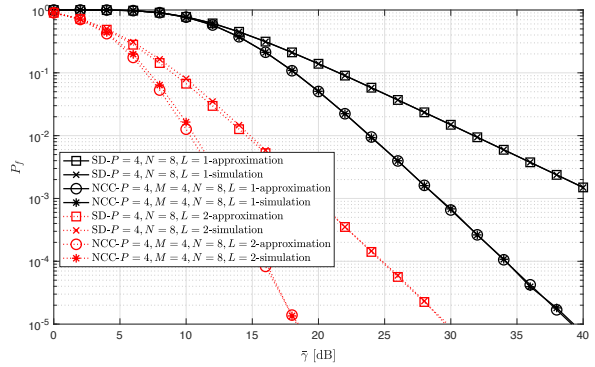 10^0
10^-1
10^-2
10^-3
10^-4
10^-5
P_f
SD-P = 4, N = 8, L = 1-approximation
SD-P = 4, N = 8, L = 1-simulation
NCC-P = 4, M = 4, N = 8, L = 1-approximation
NCC-P = 4, M = 4, N = 8, L = 1-simulation
SD-P = 4, N = 8, L = 2-approximation
SD-P = 4, N = 8, L = 2-simulation
NCC-P = 4, M = 4, N = 8, L = 2-approximation
NCC-P = 4, M = 4, N = 8, L = 2-simulation
0 5 10 15 20 25 30 35 40
γ̄ [dB]